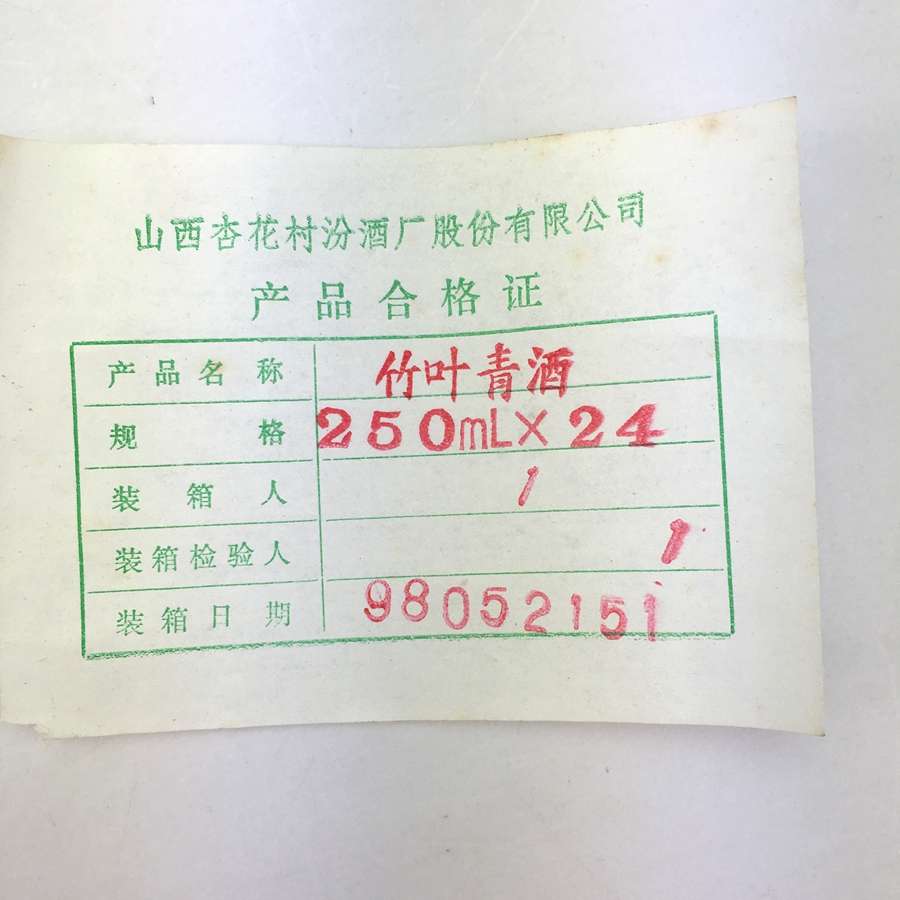 山西杏花村汾酒厂股份有限公司
产品合格证
产品名称 竹叶青酒
规格 250mL×24
装箱人 1
装箱检验人 1
装箱日期 98052151